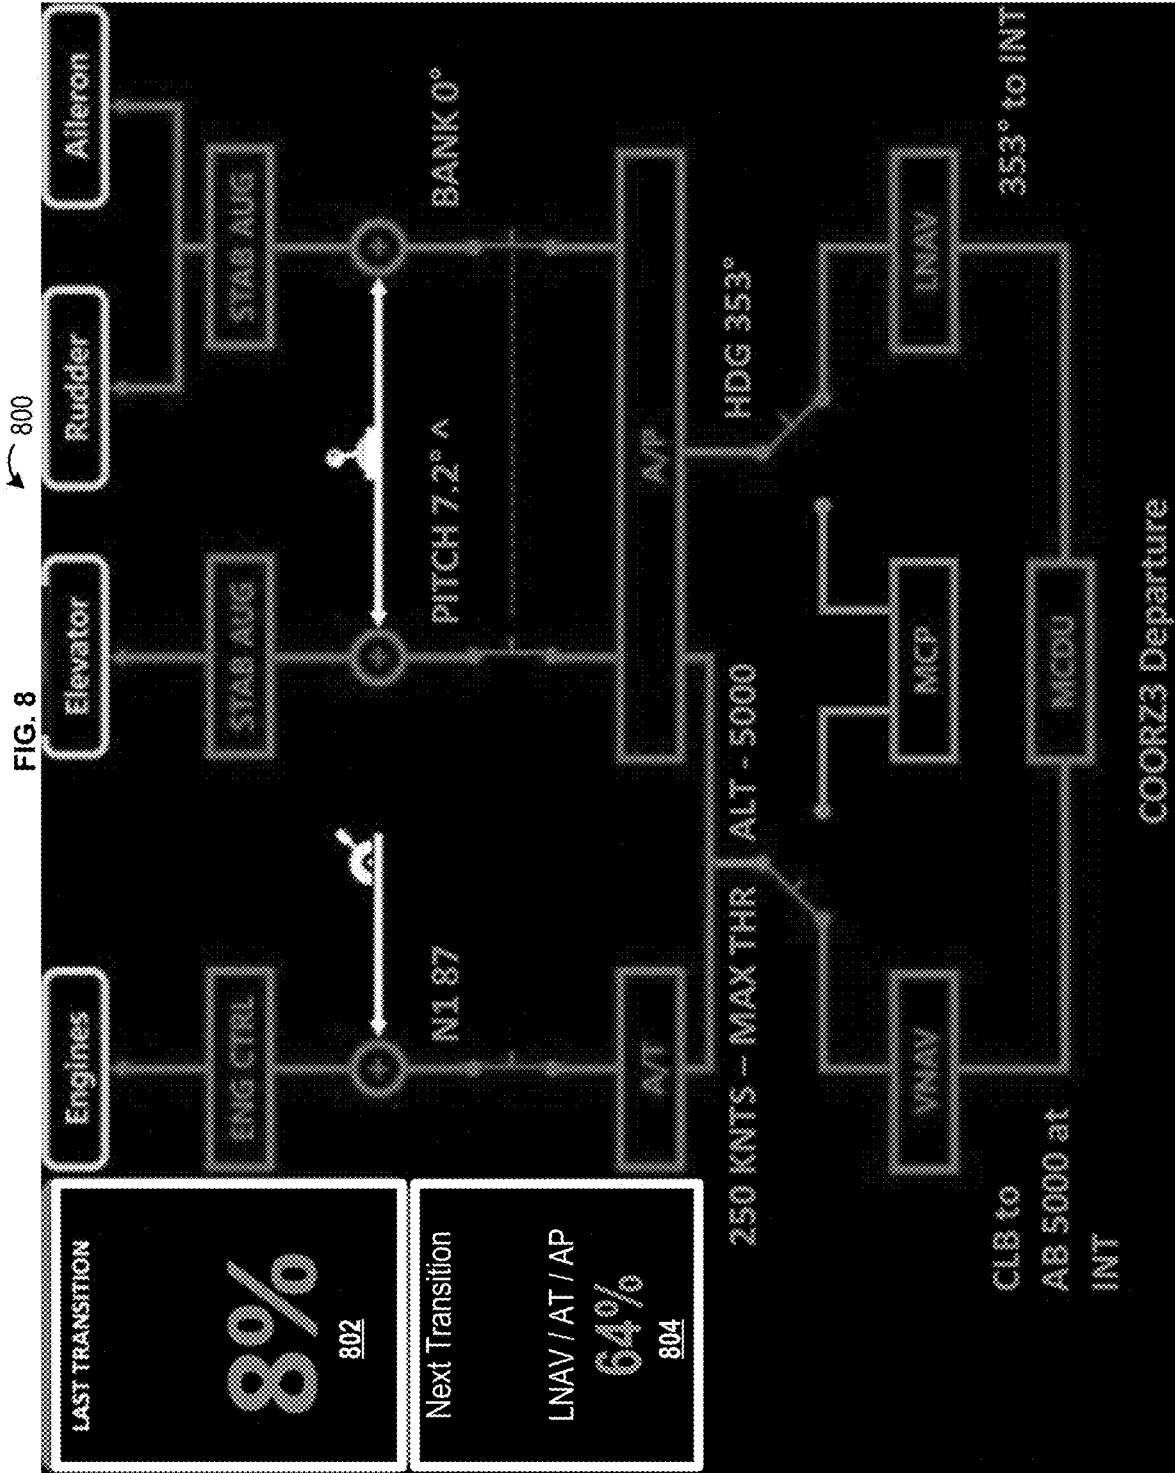 FIG. 8
800
LAST TRANSITION
8%
802
Next Transition
LNAV / AT / AP
64%
804
Engines
Elevator
Rudder
Aileron
ENG CTRL
STAB AUG
STAB AUG
N1 87
PITCH 7.2° ^
BANK 0°
A/T
A/P
250 KNTS -- MAX THR
ALT - 5000
HDG 353°
VNAV
MCP
LNAV
CLB to
AB 5000 at
INT
MCDU
353° to INT
COORZ3 Departure